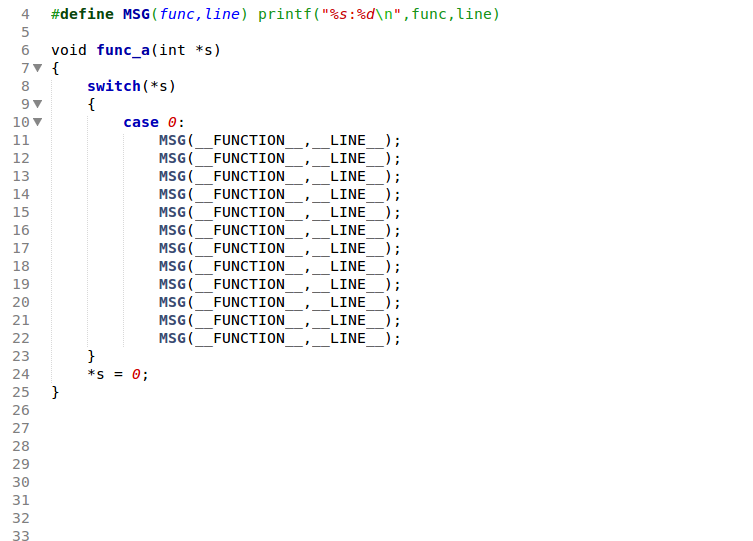 4 #define MSG(func,line) printf("%s:%d\n",func,line)
5
6 void func_a(int *s)
7 {
8     switch(*s)
9     {
10         case 0:
11             MSG(__FUNCTION__,__LINE__);
12             MSG(__FUNCTION__,__LINE__);
13             MSG(__FUNCTION__,__LINE__);
14             MSG(__FUNCTION__,__LINE__);
15             MSG(__FUNCTION__,__LINE__);
16             MSG(__FUNCTION__,__LINE__);
17             MSG(__FUNCTION__,__LINE__);
18             MSG(__FUNCTION__,__LINE__);
19             MSG(__FUNCTION__,__LINE__);
20             MSG(__FUNCTION__,__LINE__);
21             MSG(__FUNCTION__,__LINE__);
22             MSG(__FUNCTION__,__LINE__);
23     }
24     *s = 0;
25 }
26
27
28
29
30
31
32
33